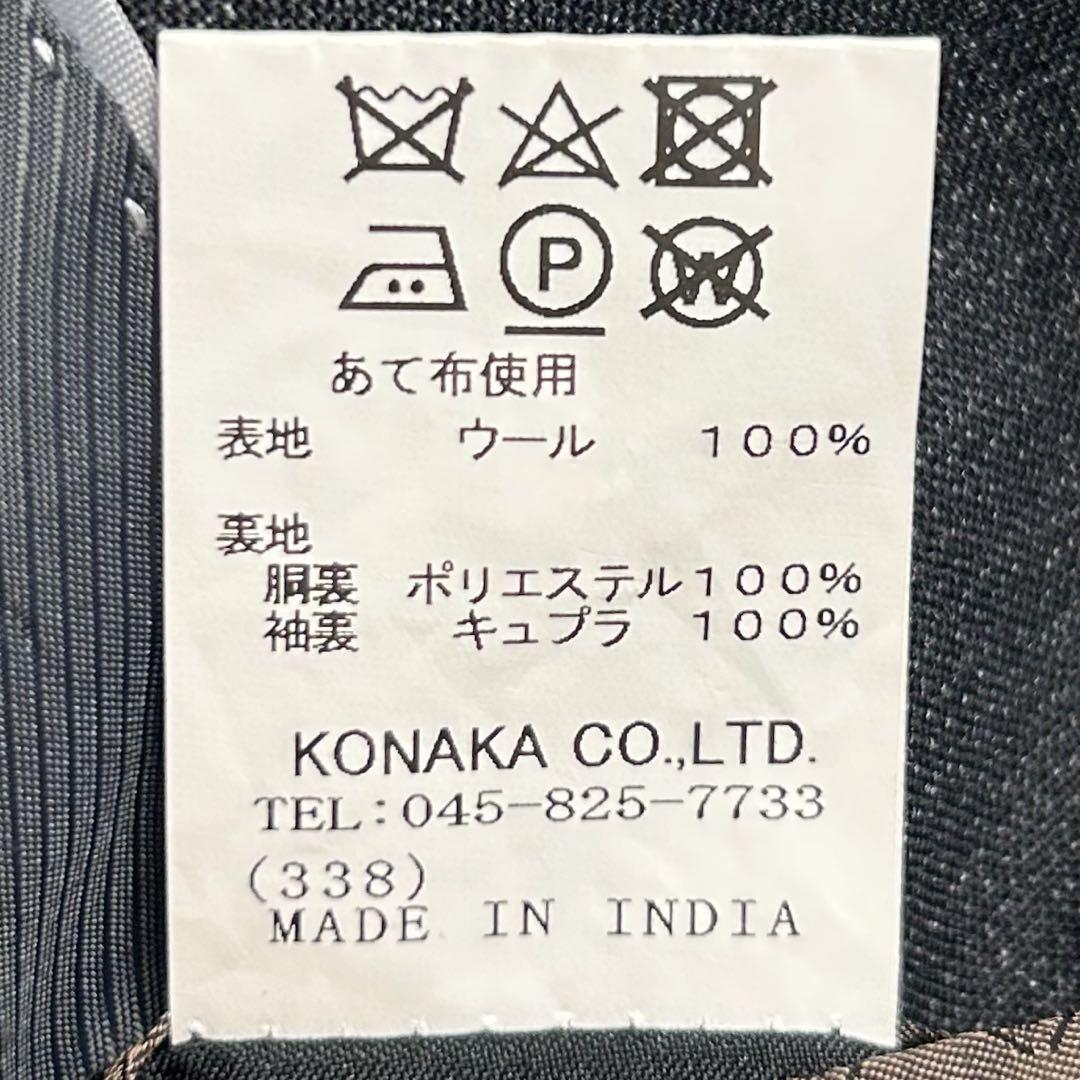 P W
あて布使用
表地 ウール 100%
裏地
胴裏 ポリエステル100%
袖裏 キュプラ 100%
KONAKA CO.,LTD.
TEL:045-825-7733
(338)
MADE IN INDIA